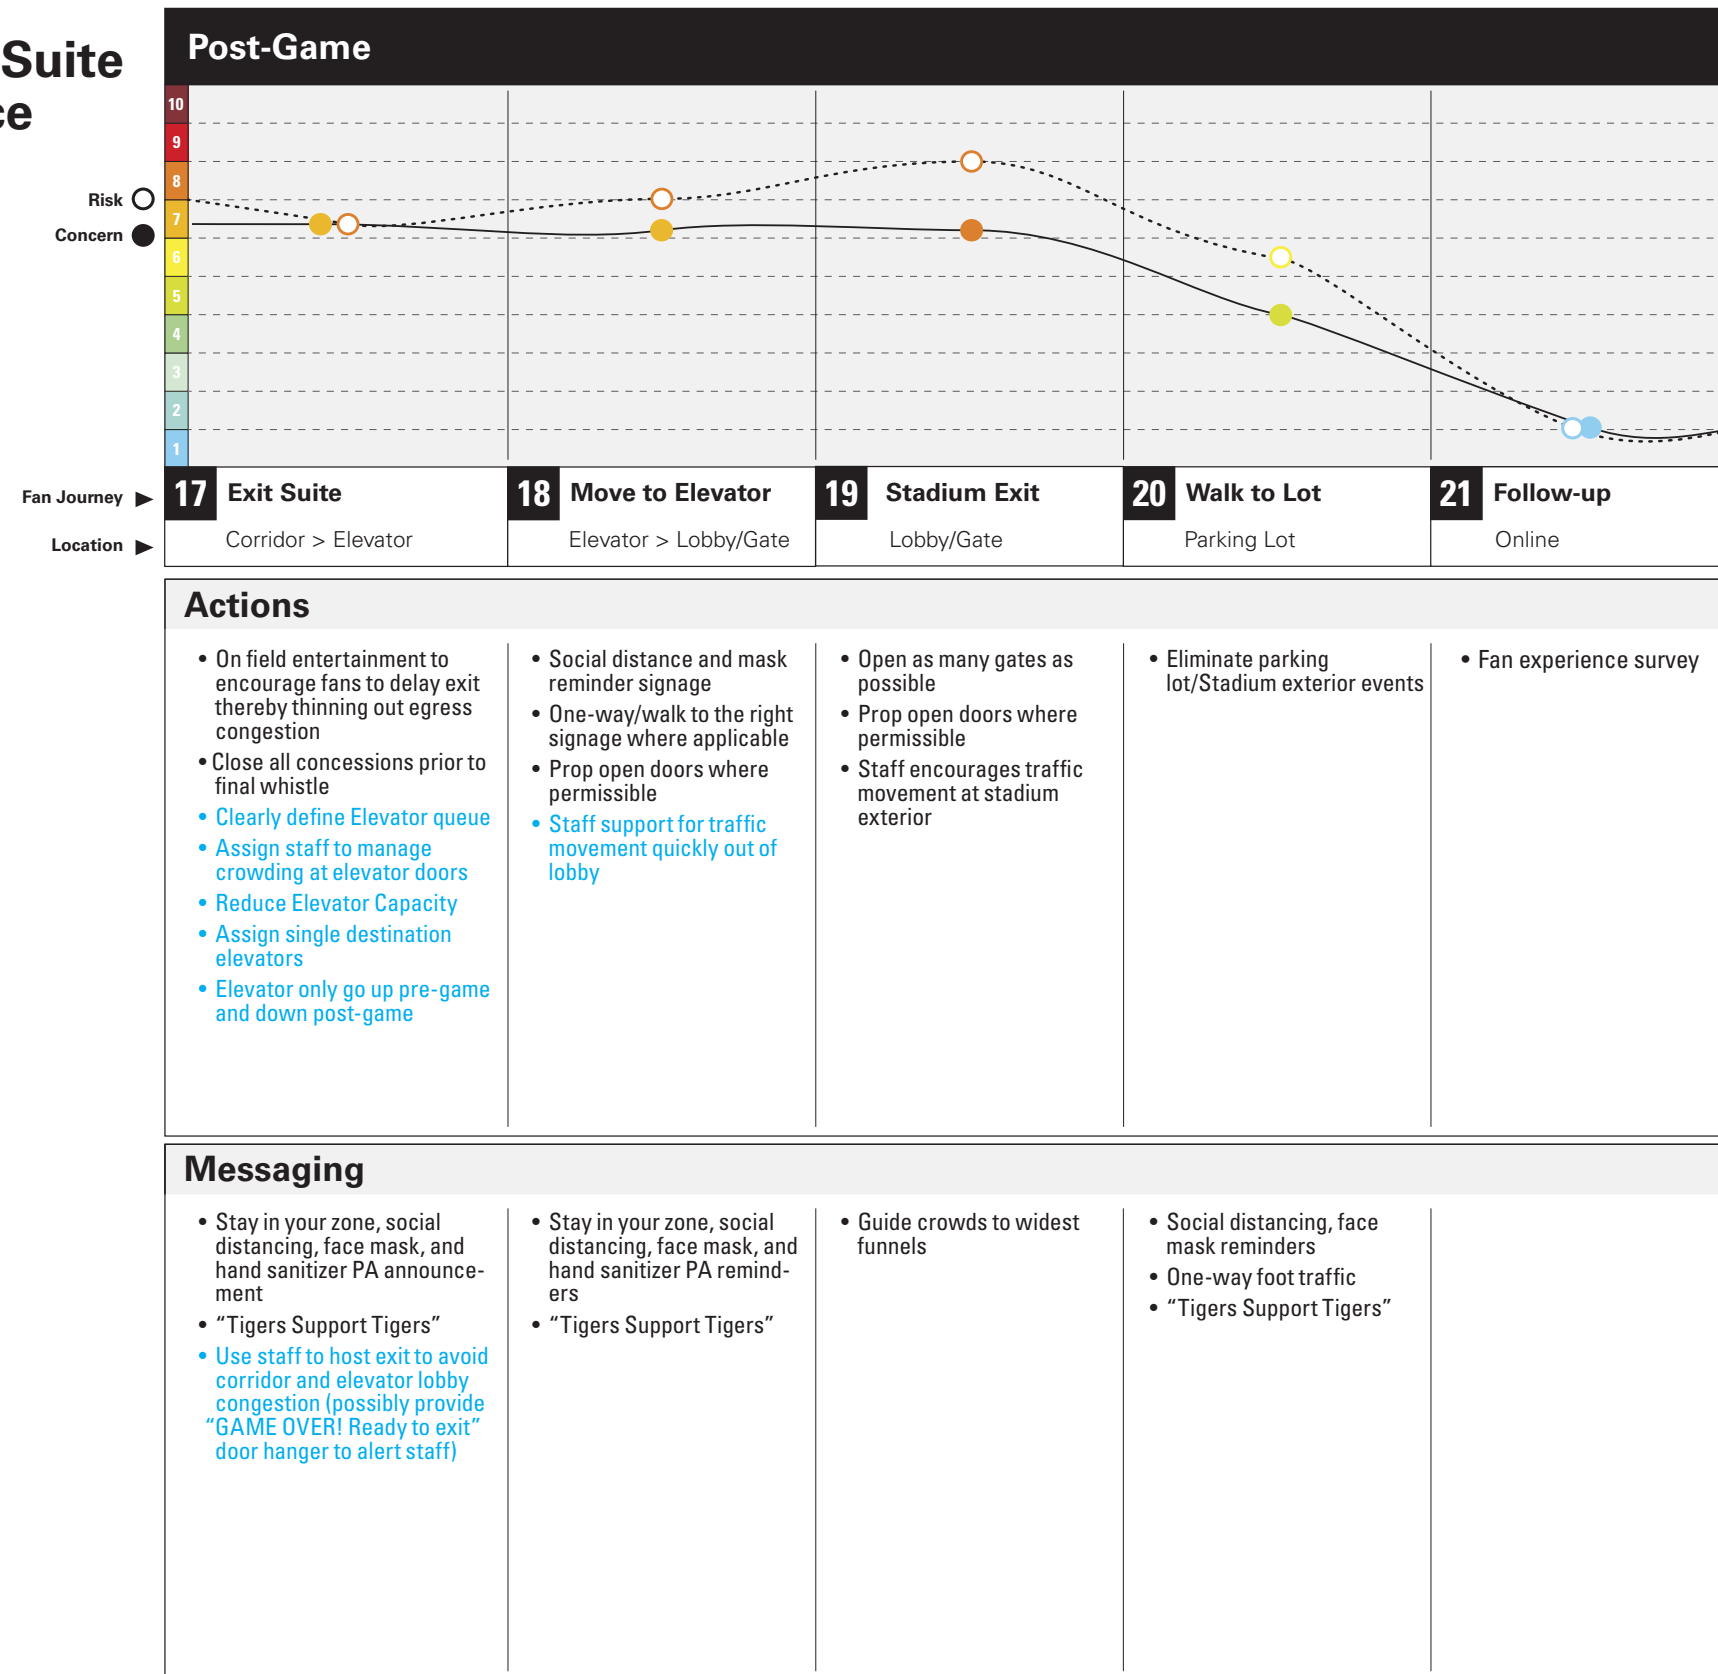 Suite
ce
Post-Game
10
9
8
7
6
5
4
3
2
1
Risk
Concern
Fan Journey
Location
17 Exit Suite
Corridor > Elevator
18 Move to Elevator
Elevator > Lobby/Gate
19 Stadium Exit
Lobby/Gate
20 Walk to Lot
Parking Lot
21 Follow-up
Online
Actions
• On field entertainment to
encourage fans to delay exit
thereby thinning out egress
congestion
• Close all concessions prior to
final whistle
• Clearly define Elevator queue
• Assign staff to manage
crowding at elevator doors
• Reduce Elevator Capacity
• Assign single destination
elevators
• Elevator only go up pre-game
and down post-game
• Social distance and mask
reminder signage
• One-way/walk to the right
signage where applicable
• Prop open doors where
permissible
• Staff support for traffic
movement quickly out of
lobby
• Open as many gates as
possible
• Prop open doors where
permissible
• Staff encourages traffic
movement at stadium
exterior
• Eliminate parking
lot/Stadium exterior events
• Fan experience survey
Messaging
• Stay in your zone, social
distancing, face mask, and
hand sanitizer PA announce-
ment
• “Tigers Support Tigers”
• Use staff to host exit to avoid
corridor and elevator lobby
congestion (possibly provide
“GAME OVER! Ready to exit”
door hanger to alert staff)
• Stay in your zone, social
distancing, face mask, and
hand sanitizer PA remind-
ers
• “Tigers Support Tigers”
• Guide crowds to widest
funnels
• Social distancing, face
mask reminders
• One-way foot traffic
• “Tigers Support Tigers”